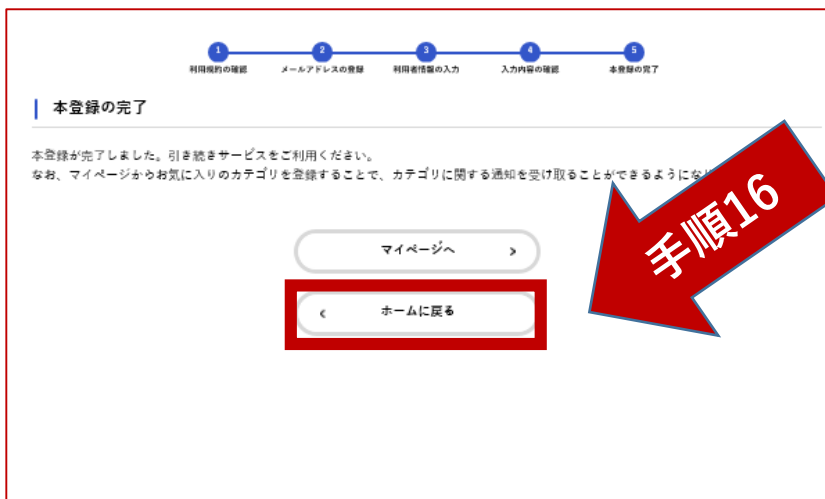 1 2 3 4 5
利用規約の確認 メールアドレスの登録 利用者情報の入力 入力内容の確認 本登録の完了
本登録の完了
本登録が完了しました。引き続きサービスをご利用ください。
なお、マイページからお気に入りのカテゴリを登録することで、カテゴリに関する通知を受け取ることができるようにな
手順16
マイページへ
ホームに戻る